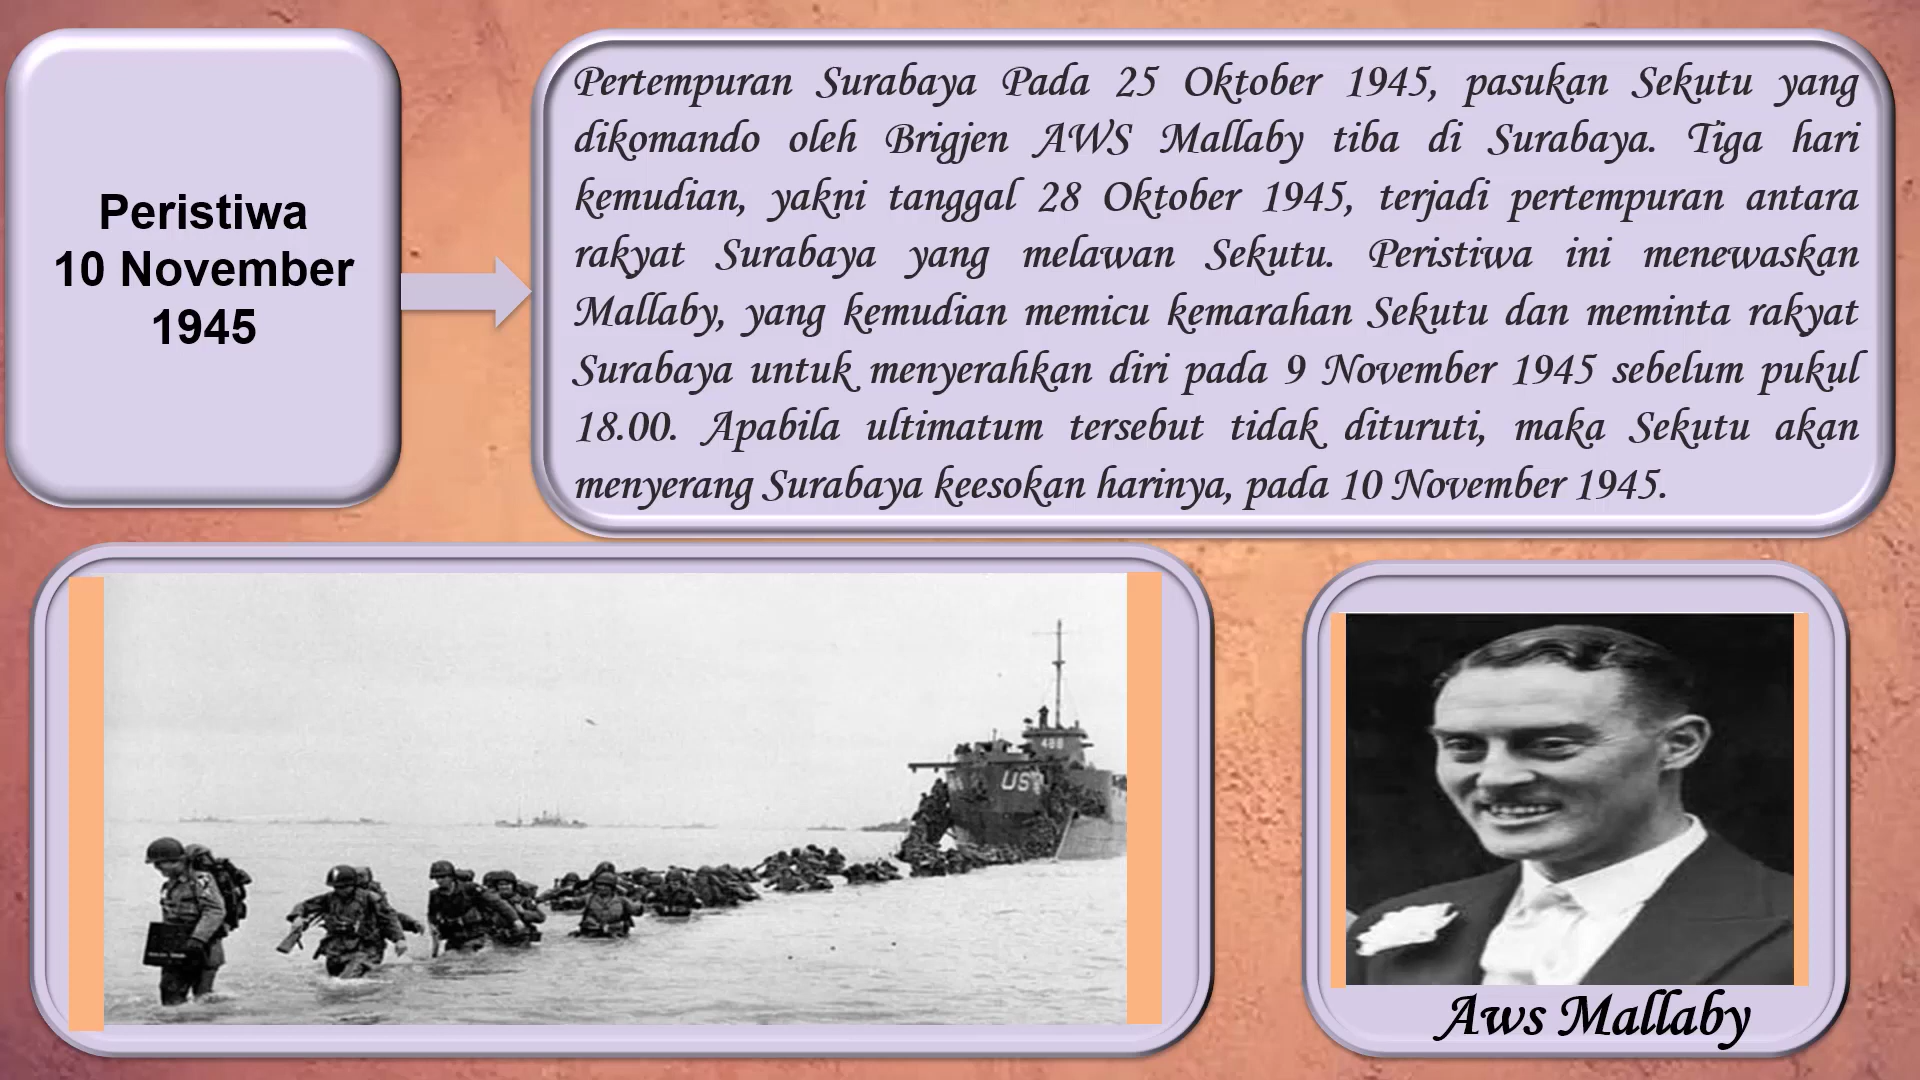 Peristiwa
10 November
1945
Pertempuran Surabaya Pada 25 Oktober 1945, pasukan Sekutu yang
dikomando oleh Brigjen AWS Mallaby tiba di Surabaya. Tiga hari
kemudian, yakni tanggal 28 Oktober 1945, terjadi pertempuran antara
rakyat Surabaya yang melawan Sekutu. Peristiwa ini menewaskan
Mallaby, yang kemudian memicu kemarahan Sekutu dan meminta rakyat
Surabaya untuk menyerahkan diri pada 9 November 1945 sebelum pukul
18.00. Apabila ultimatum tersebut tidak dituruti, maka Sekutu akan
menyerang Surabaya keesokan harinya, pada 10 November 1945.
488
US
Aws Mallaby